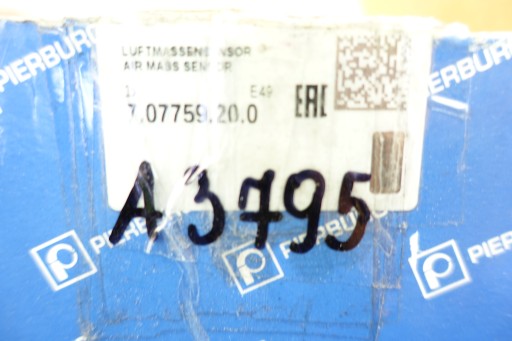 PIERBURG
LUFTMASSENSENSOR
AIR MASS SENSOR
E49
7.07759.20.0
EAC
A3795
PIERBURG
PIERBURG
PIERBURG
PIERBURG